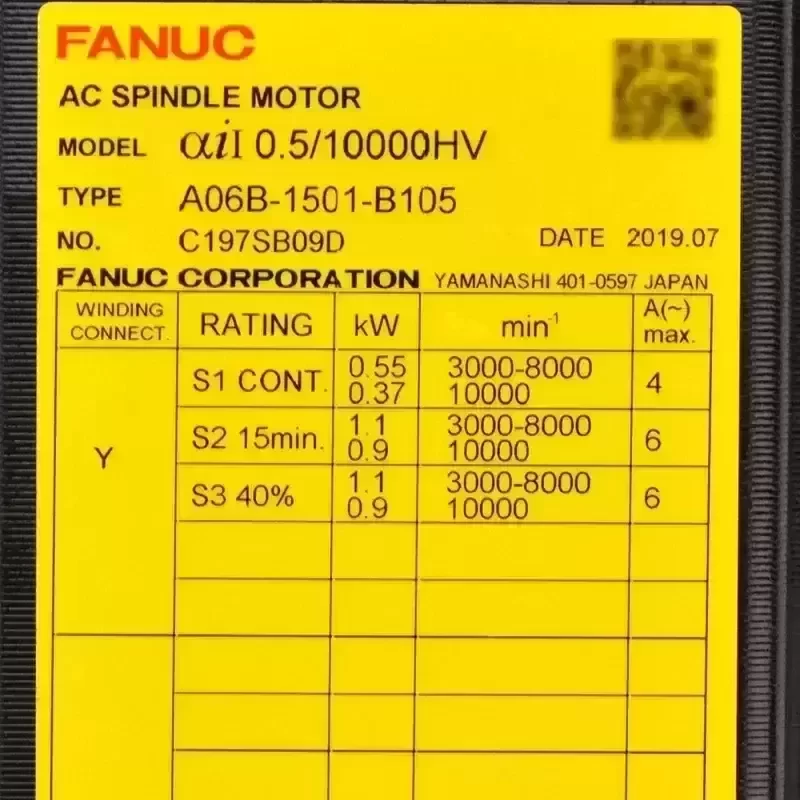 FANUC
AC SPINDLE MOTOR
MODEL αiI 0.5/10000HV
TYPE A06B-1501-B105
NO. C197SB09D DATE 2019.07
FANUC CORPORATION YAMANASHI 401-0597 JAPAN
WINDING CONNECT. RATING kW min⁻¹ A(~) max.
Y
S1 CONT. 0.55 3000-8000 4
0.37 10000
S2 15min. 1.1 3000-8000 6
0.9 10000
S3 40% 1.1 3000-8000 6
0.9 10000